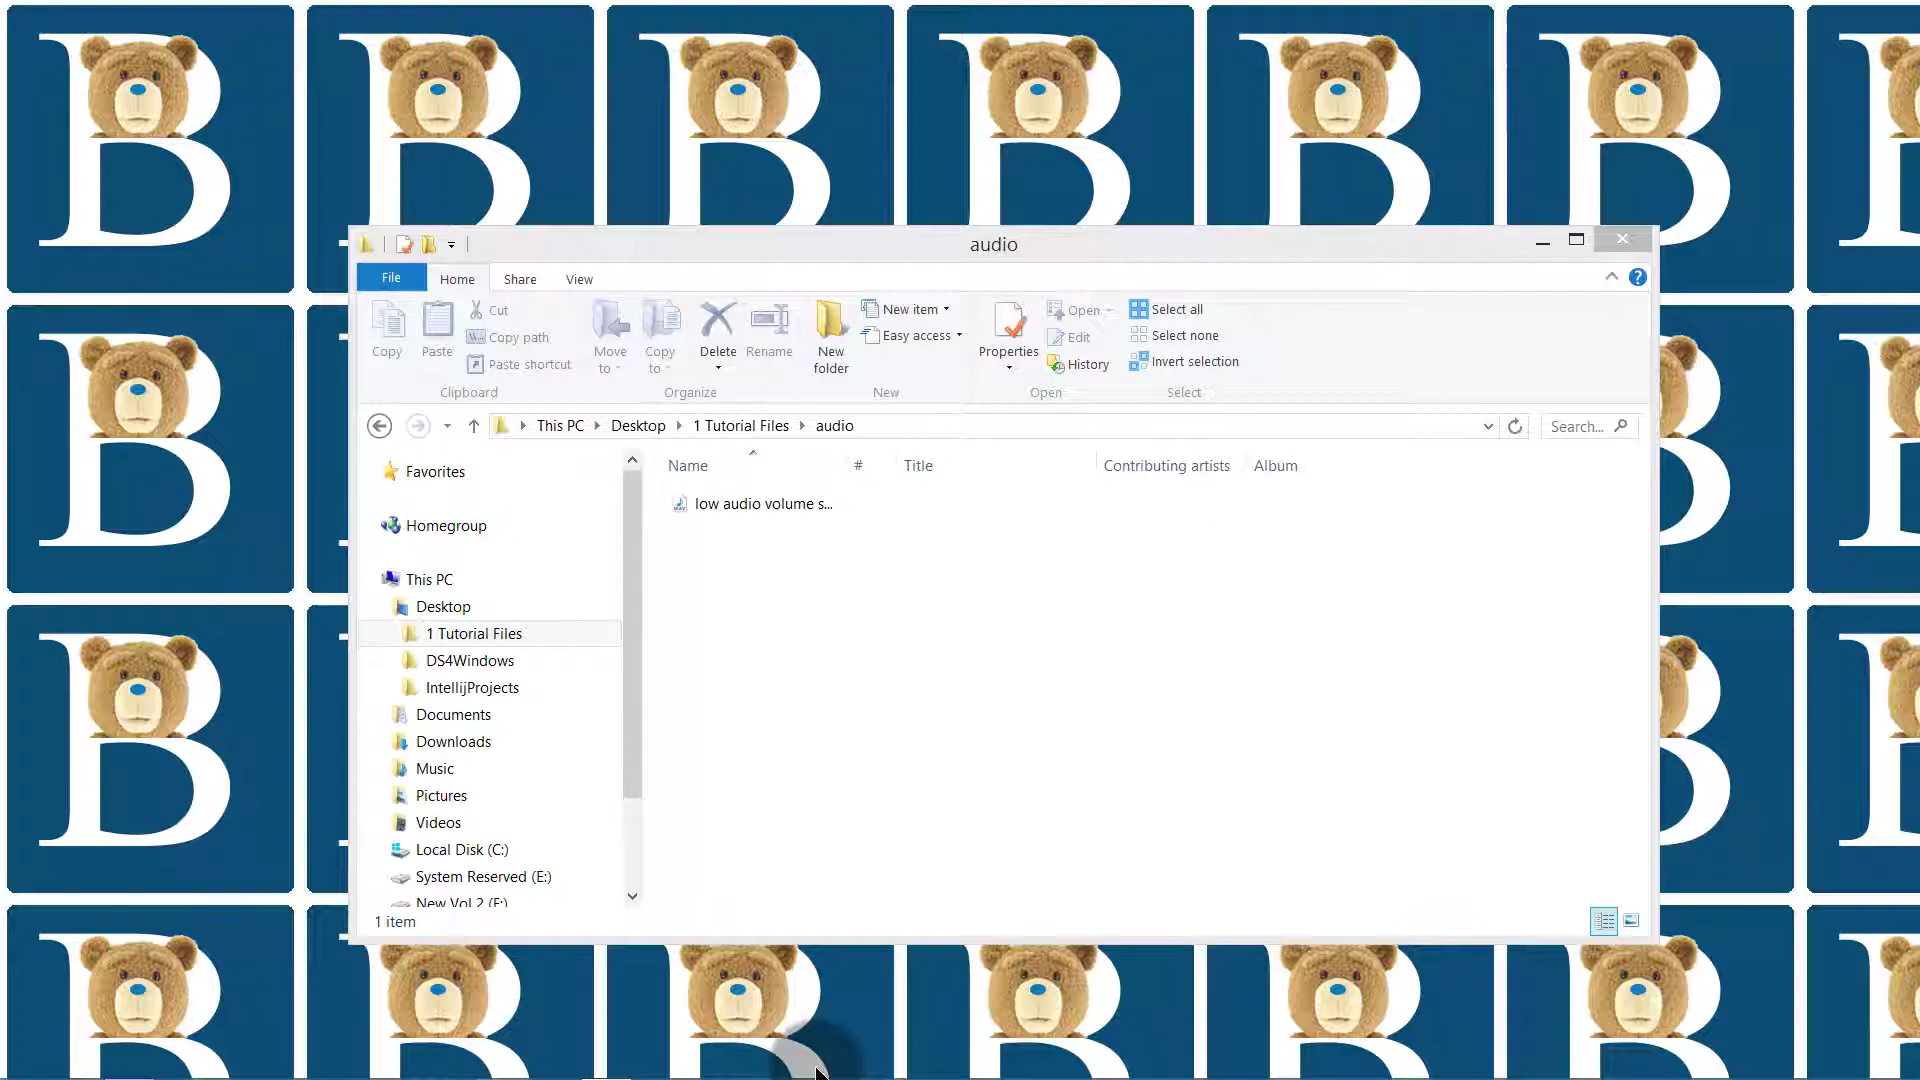 B B B B B B
audio
File Home Share View
Copy
Paste
Cut
Copy path
Paste shortcut
Clipboard
Move to
Copy to
Delete
Rename
Organize
New folder
New item
Easy access
New
Properties
Open
Edit
History
Open
Select all
Select none
Invert selection
Select
This PC Desktop 1 Tutorial Files audio
Search...
Name # Title Contributing artists Album
low audio volume s...
Favorites
Homegroup
This PC
Desktop
1 Tutorial Files
DS4Windows
IntellijProjects
Documents
Downloads
Music
Pictures
Videos
Local Disk (C:)
System Reserved (E:)
New Vol 2 (F:)
1 item